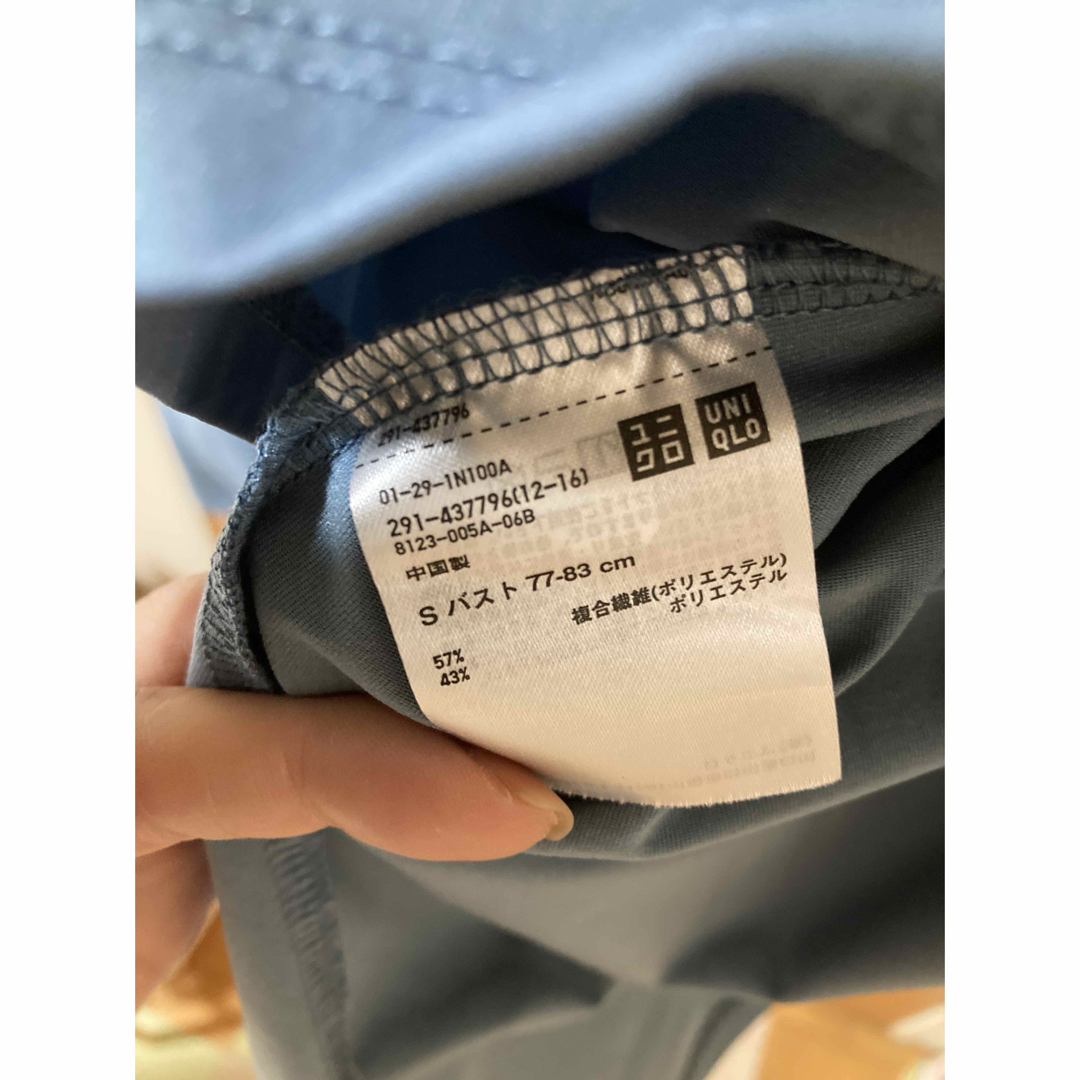 291-437796
ユニ
クロ
UNI
QLO
01-29-1N100A
291-437796(12-16)
8123-005A-06B
中国製
S バスト 77-83 cm
複合繊維(ポリエステル)
ポリエステル
57%
43%